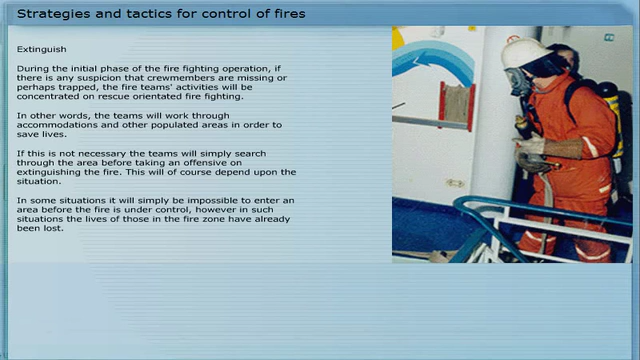 Strategies and tactics for control of fires
Extinguish
During the initial phase of the fire fighting operation, if
there is any suspicion that crewmembers are missing or
perhaps trapped, the fire teams' activities will be
concentrated on rescue orientated fire fighting.
In other words, the teams will work through
accommodations and other populated areas in order to
save lives.
If this is not necessary the teams will simply search
through the area before taking an offensive on
extinguishing the fire. This will of course depend upon the
situation.
In some situations it will simply be impossible to enter an
area before the fire is under control, however in such
situations the lives of those in the fire zone have already
been lost.